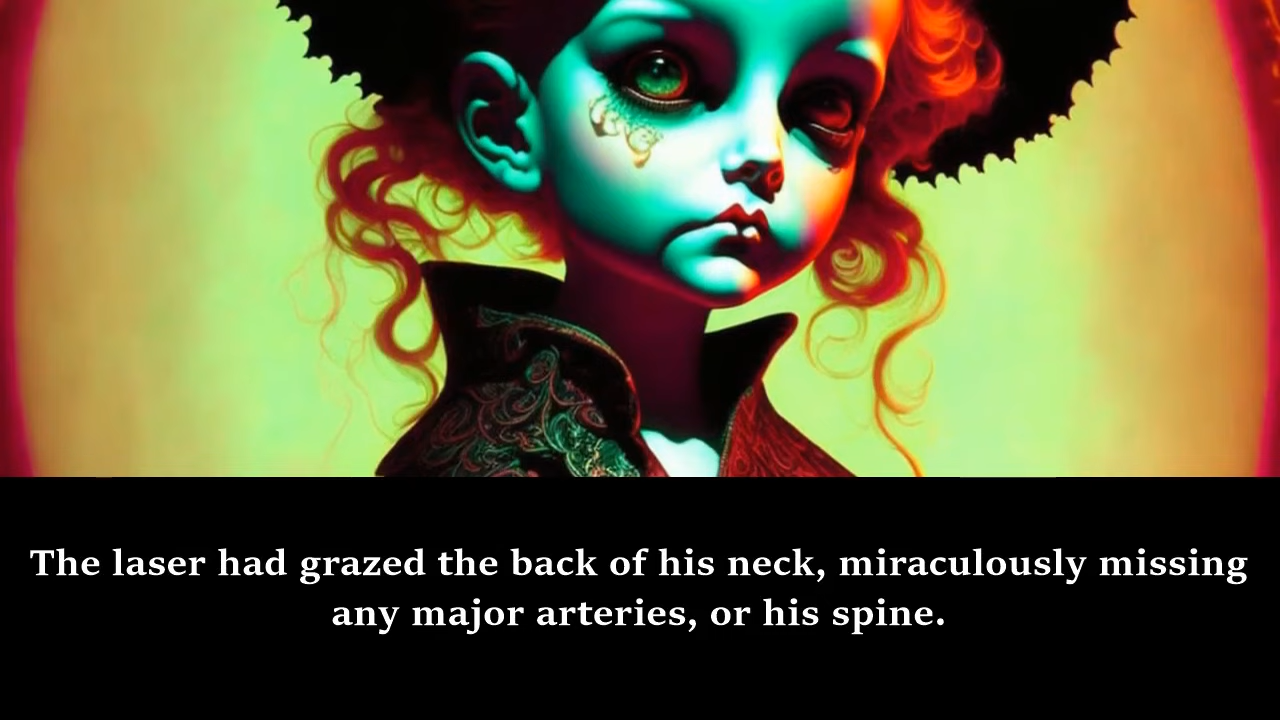 The laser had grazed the back of his neck, miraculously missing
any major arteries, or his spine.